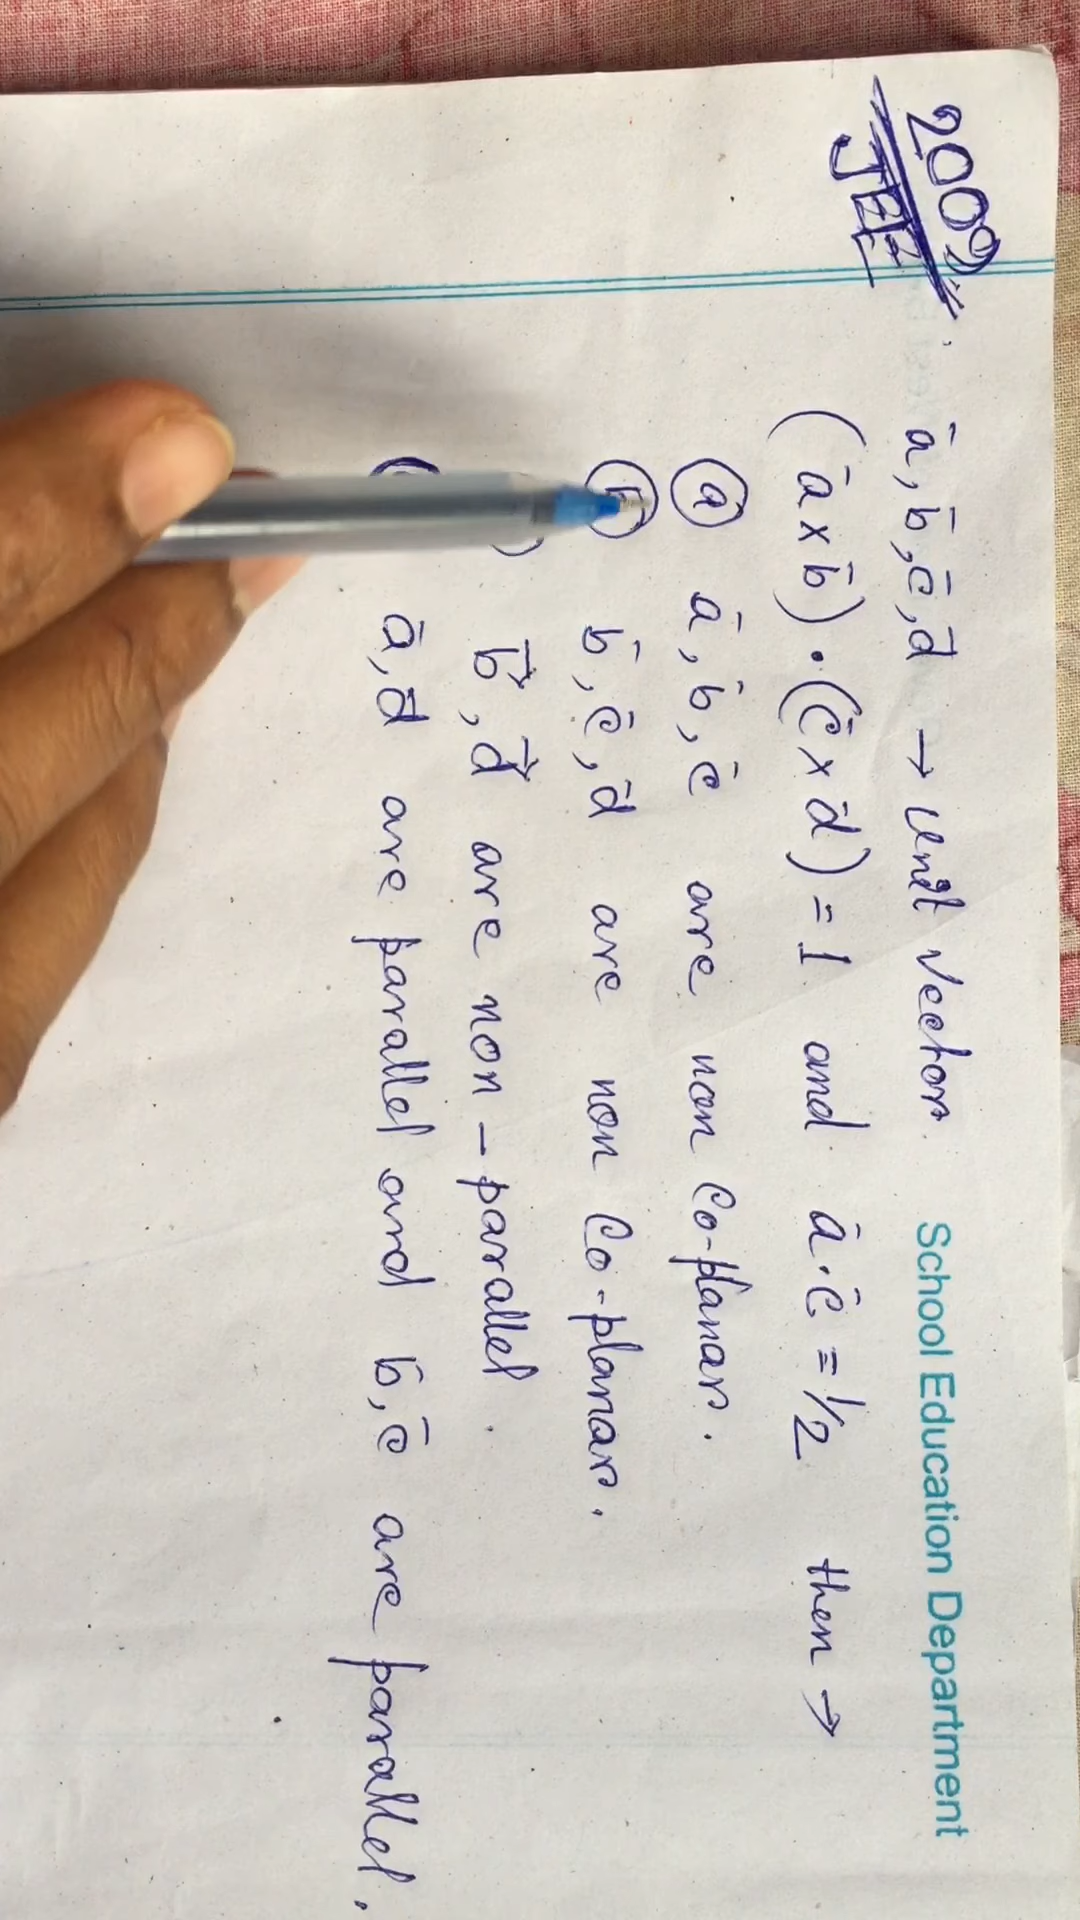 2009
JEE
School Education Department
ā, b̄, c̄, d̄ → Unit Vector.
(ā × b̄) · (c̄ × d̄) = 1 and ā · c̄ = 1/2 then →
(a) ā, b̄, c̄ are non Co-planar.
(b) b̄, c̄, d̄ are non Co-planar.
b⃗, d⃗ are non-parallel.
ā, d̄ are parallel and b̄, c̄ are parallel.